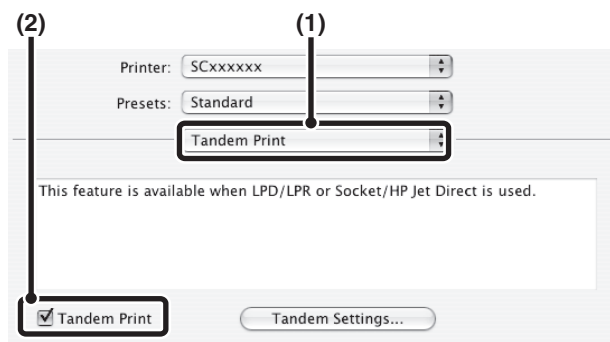 (2) (1)
Printer: SCxxxxxx
Presets: Standard
Tandem Print
This feature is available when LPD/LPR or Socket/HP Jet Direct is used.
Tandem Print Tandem Settings...